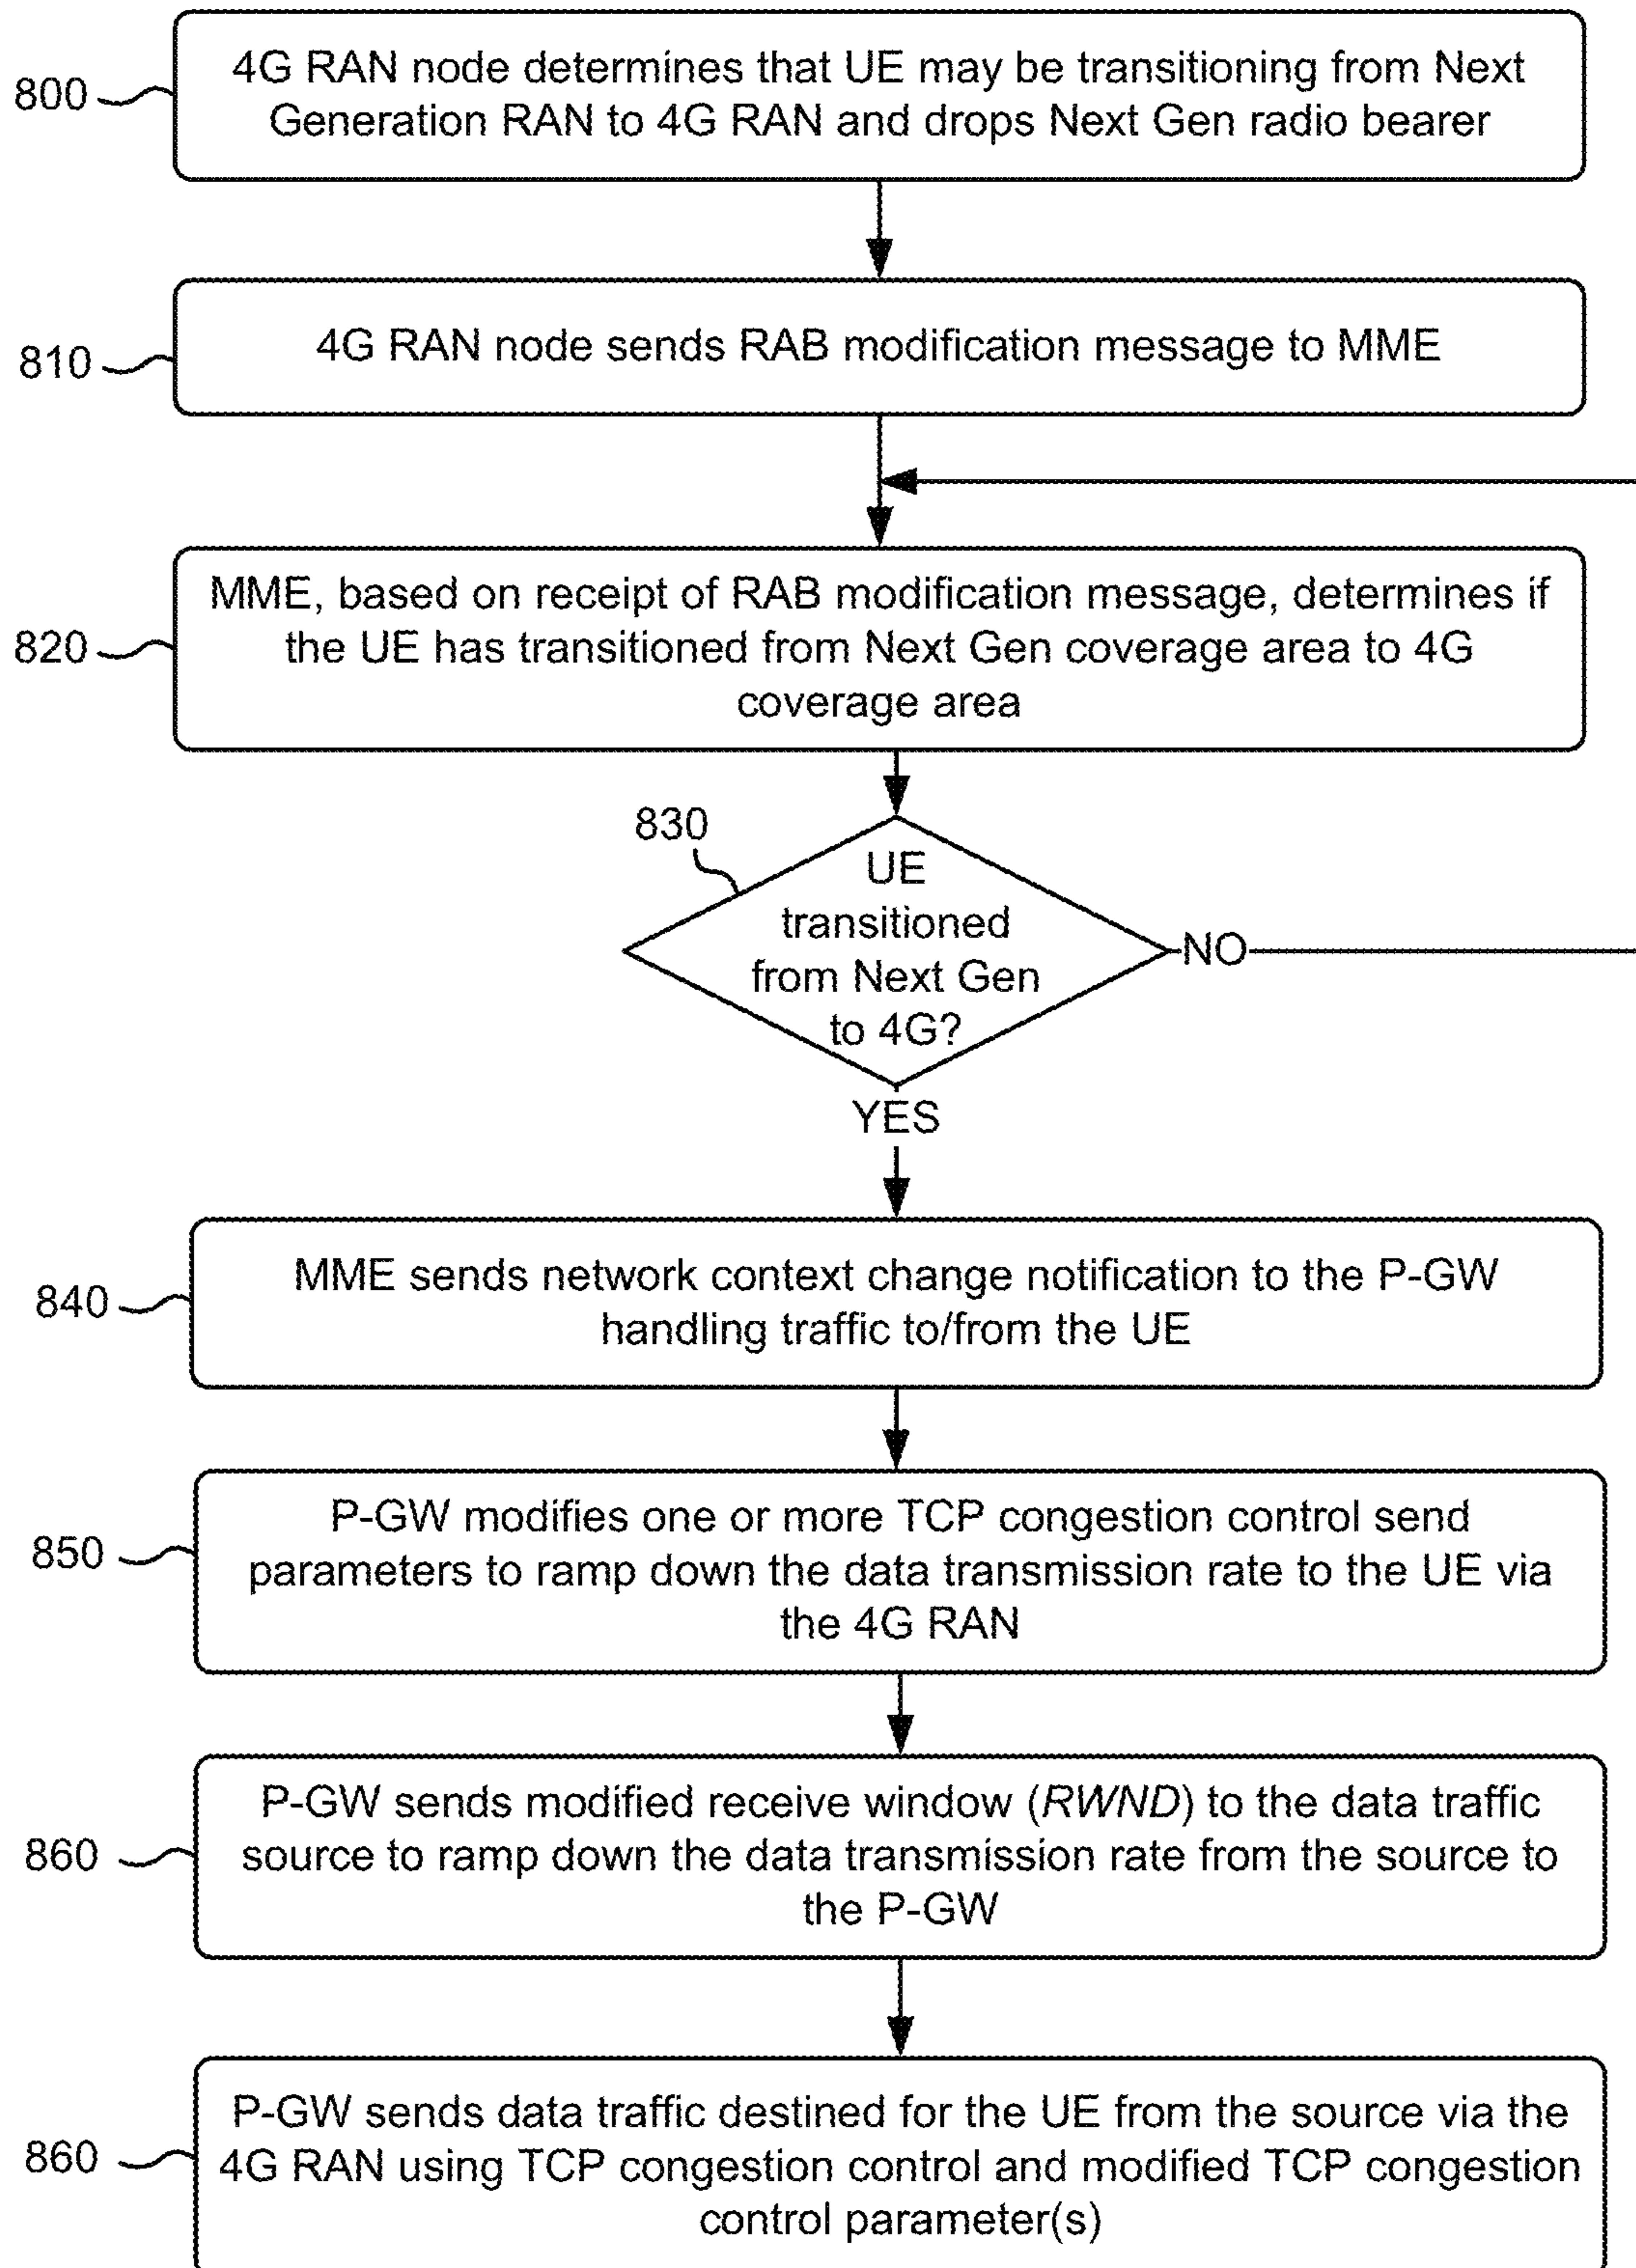 800
4G RAN node determines that UE may be transitioning from Next
Generation RAN to 4G RAN and drops Next Gen radio bearer
810
4G RAN node sends RAB modification message to MME
820
MME, based on receipt of RAB modification message, determines if
the UE has transitioned from Next Gen coverage area to 4G
coverage area
830
UE
transitioned
from Next Gen
to 4G?
NO
YES
840
MME sends network context change notification to the P-GW
handling traffic to/from the UE
850
P-GW modifies one or more TCP congestion control send
parameters to ramp down the data transmission rate to the UE via
the 4G RAN
860
P-GW sends modified receive window (RWND) to the data traffic
source to ramp down the data transmission rate from the source to
the P-GW
860
P-GW sends data traffic destined for the UE from the source via the
4G RAN using TCP congestion control and modified TCP congestion
control parameter(s)